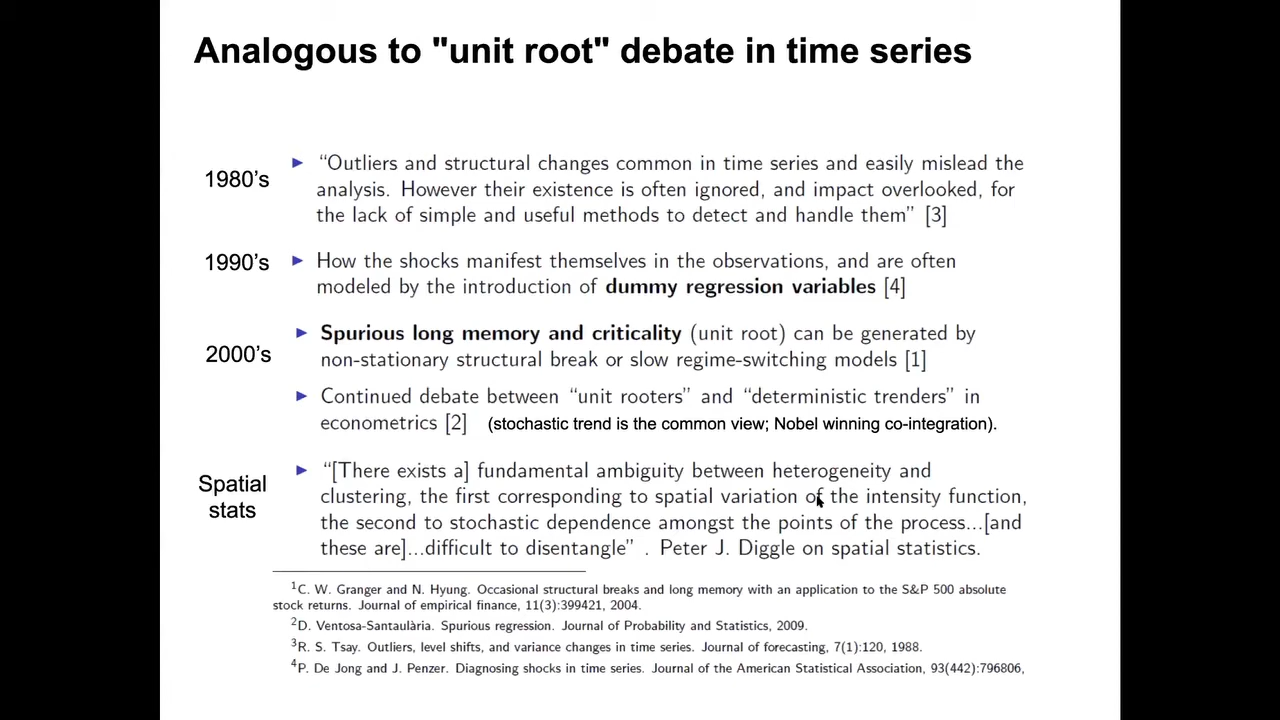 Analogous to "unit root" debate in time series
1980's
► “Outliers and structural changes common in time series and easily mislead the
analysis. However their existence is often ignored, and impact overlooked, for
the lack of simple and useful methods to detect and handle them” [3]
1990's
► How the shocks manifest themselves in the observations, and are often
modeled by the introduction of dummy regression variables [4]
2000's
► Spurious long memory and criticality (unit root) can be generated by
non-stationary structural break or slow regime-switching models [1]
► Continued debate between “unit rooters” and “deterministic trenders” in
econometrics [2] (stochastic trend is the common view; Nobel winning co-integration).
Spatial
stats
► “[There exists a] fundamental ambiguity between heterogeneity and
clustering, the first corresponding to spatial variation of the intensity function,
the second to stochastic dependence amongst the points of the process...[and
these are]...difficult to disentangle” . Peter J. Diggle on spatial statistics.
1C. W. Granger and N. Hyung. Occasional structural breaks and long memory with an application to the S&P 500 absolute
stock returns. Journal of empirical finance, 11(3):399421, 2004.
2D. Ventosa-Santaulària. Spurious regression. Journal of Probability and Statistics, 2009.
3R. S. Tsay. Outliers, level shifts, and variance changes in time series. Journal of forecasting, 7(1):120, 1988.
4P. De Jong and J. Penzer. Diagnosing shocks in time series. Journal of the American Statistical Association, 93(442):796806,